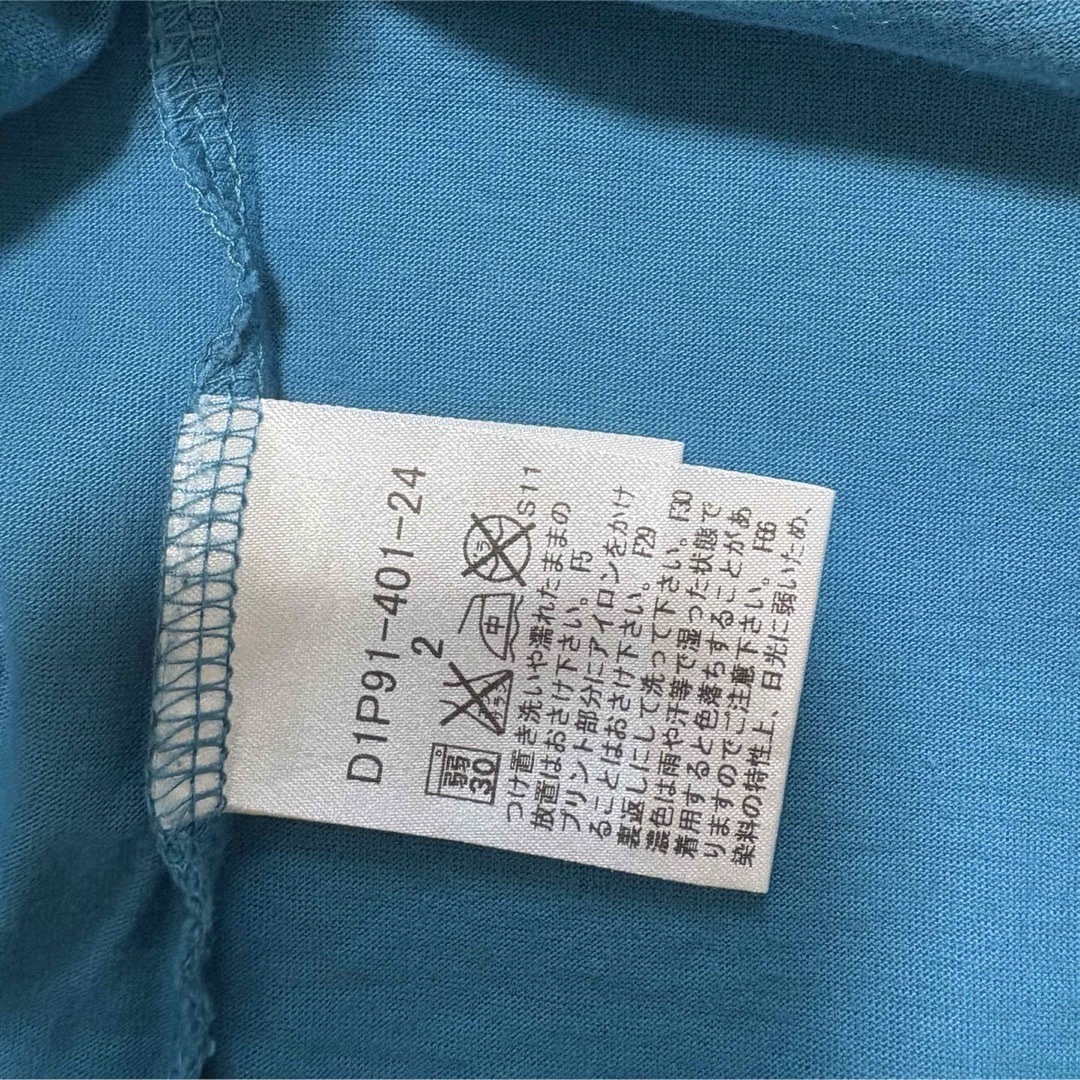 D1P91-401-24
2
弱
30
中
S11
つけ置き洗いや濡れたままの
放置はおさけ下さい。 F5
プリント部分にアイロンをかけ
ることはおさけ下さい。 F29
裏返しにして洗って下さい。 F30
濃色は雨や汗等で湿った状態で
着用すると色落ちすることがあ
りますのでご注意下さい。 F66
染料の特性上、日光に弱いため、